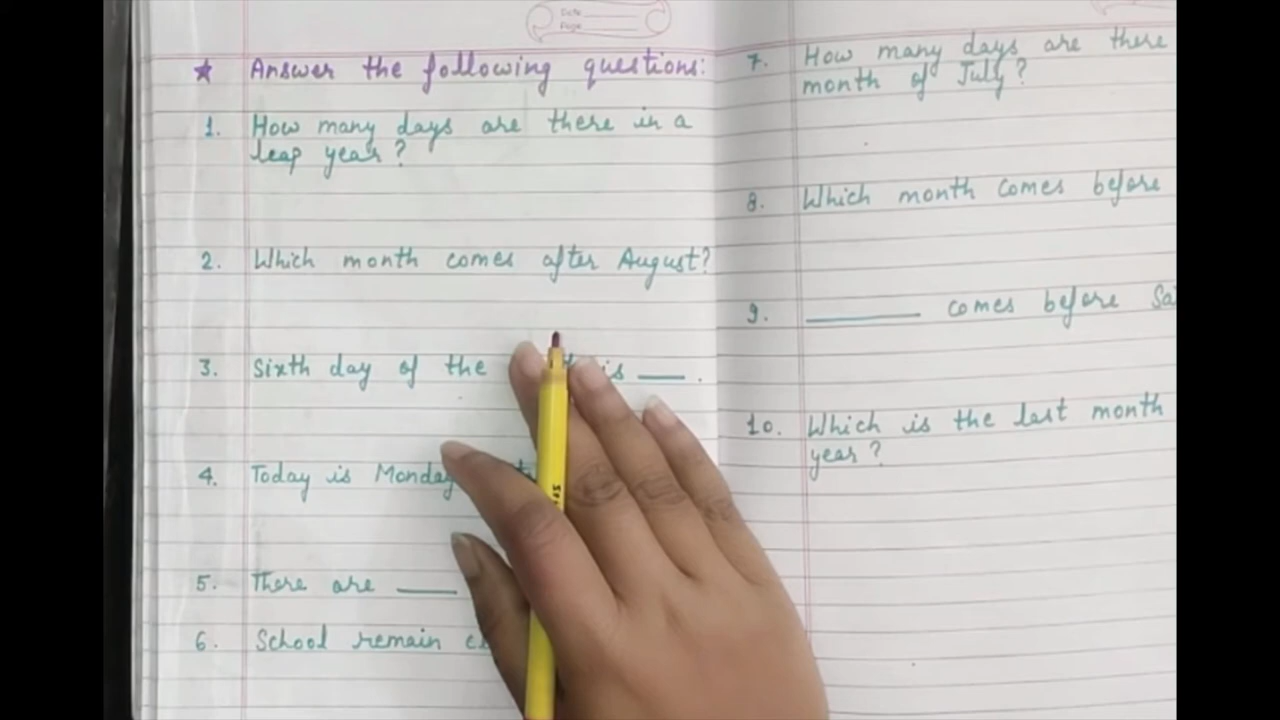 Date
Page
★ Answer the following questions:
1. How many days are there in a
leap year?
2. Which month comes after August?
3. Sixth day of the is ___ .
4. Today is Monday
5. There are ___
6. School remain
7. How many days are there
month of July?
8. Which month comes before
9. ___ comes before
10. Which is the last month
year?